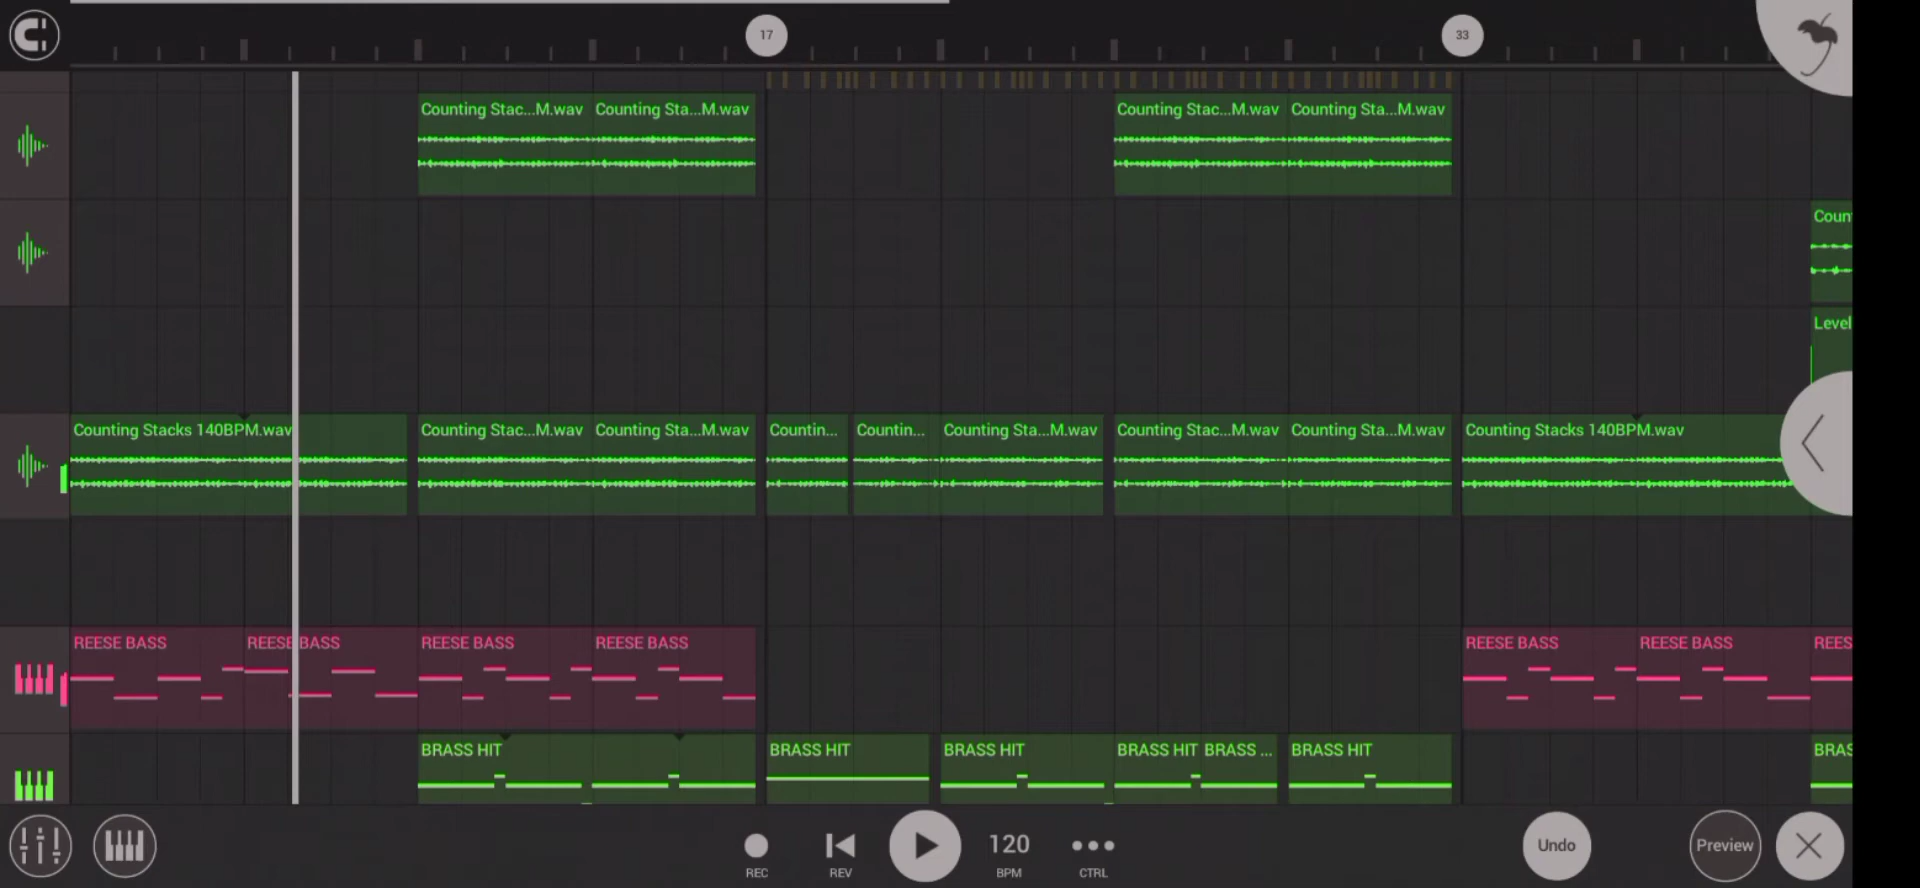 17
33
Counting Stac...M.wav
Counting Sta...M.wav
Counting Stac...M.wav
Counting Sta...M.wav
Coun
Level
Counting Stacks 140BPM.wav
Counting Stac...M.wav
Counting Sta...M.wav
Countin...
Countin...
Counting Sta...M.wav
Counting Stac...M.wav
Counting Sta...M.wav
Counting Stacks 140BPM.wav
REESE BASS
REESE BASS
REESE BASS
REESE BASS
REESE BASS
REESE BASS
REES
BRASS HIT
BRASS HIT
BRASS HIT
BRASS HIT
BRASS ...
BRASS HIT
BRAS
REC
REV
120
BPM
CTRL
Undo
Preview